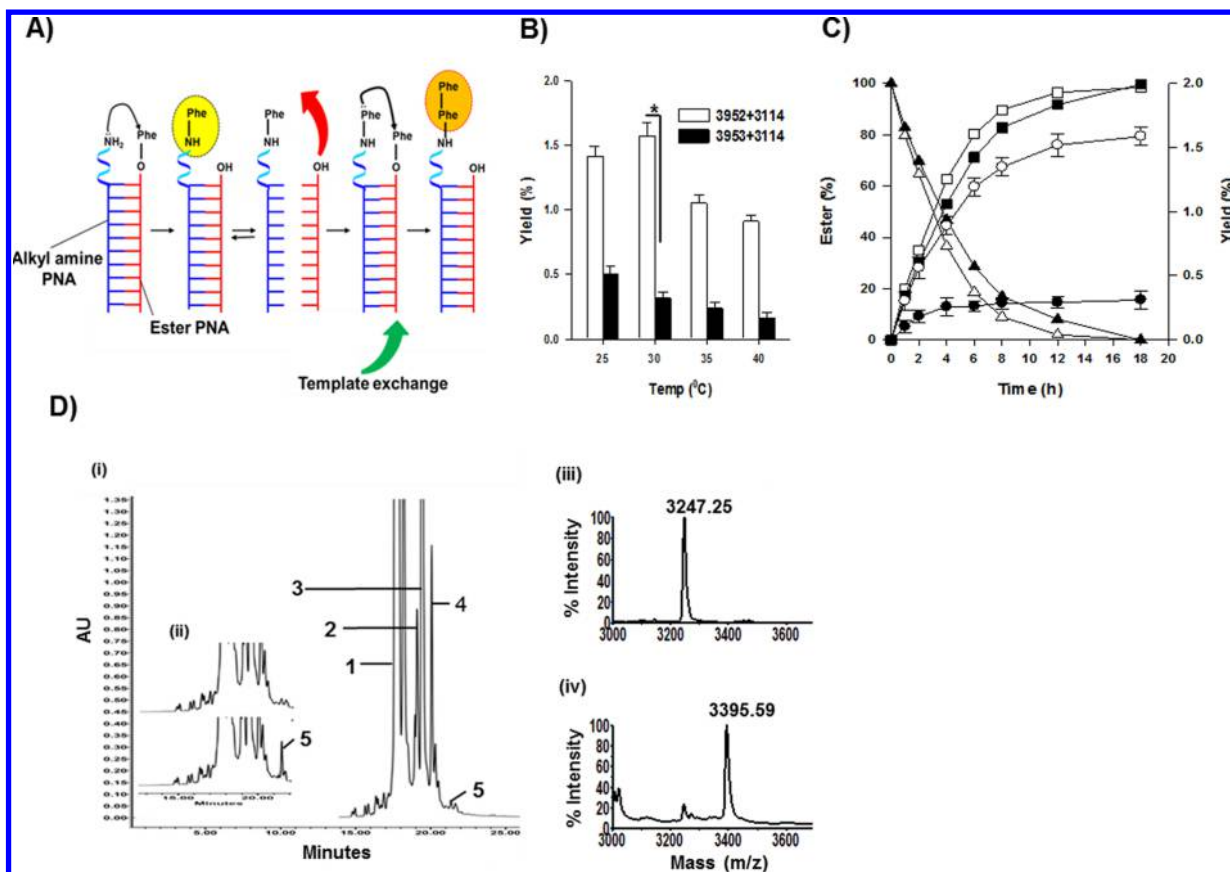 A)
Phe
NH2
Phe
O
Phe
NH
OH
Phe
NH
OH
Phe
NH
Phe
O
Phe
Phe
NH
OH
Alkyl amine
PNA
Ester PNA
Template exchange
B)
Yield (%)
2.0
1.5
1.0
0.5
0.0
*
3952+3114
3953+3114
25 30 35 40
Temp (⁰C)
C)
Ester (%)
100
80
60
40
20
0
2.0
1.5
1.0
0.5
0.0
Yield (%)
0 2 4 6 8 10 12 14 16 18 20
Time (h)
D)
(i)
AU
1.35
1.30
1.25
1.20
1.15
1.10
1.05
1.00
0.95
0.90
0.85
0.80
0.75
0.70
0.65
0.60
0.55
0.50
0.45
0.40
0.35
0.30
0.25
0.20
0.15
0.10
0.05
0.00
3
2
1
4
5
5.00 10.00 15.00 20.00 25.00
Minutes
(ii)
5
15.00 20.00
Minutes
(iii)
3247.25
% Intensity
100
80
60
40
20
0
3000 3200 3400 3600
(iv)
3395.59
% Intensity
100
80
60
40
20
0
3000 3200 3400 3600
Mass (m/z)